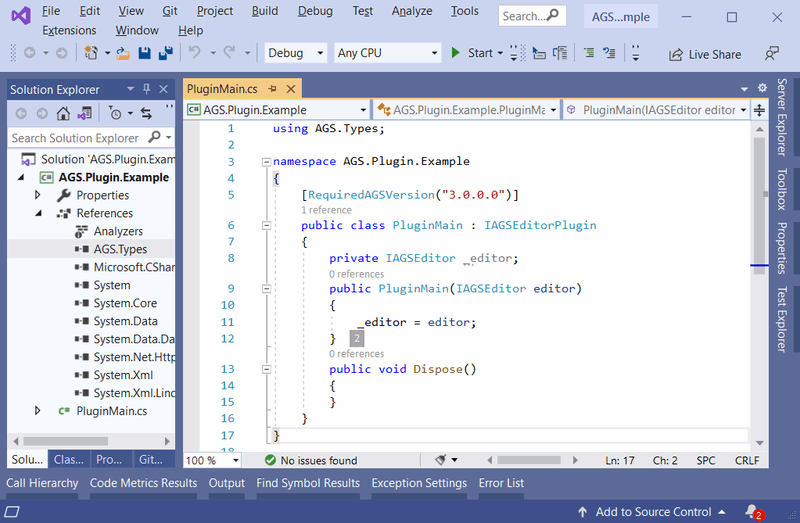 File Edit View Git Project Build Debug Test Analyze Tools Search... AGS...mple
Extensions Window Help
Debug Any CPU Start Live Share
Solution Explorer
Search Solution Explorer
Solution 'AGS.Plugin.Exam
AGS.Plugin.Example
Properties
References
Analyzers
AGS.Types
Microsoft.CShar
System
System.Core
System.Data
System.Data.Da
System.Net.Http
System.Xml
System.Xml.Linq
PluginMain.cs
Solu... Clas... Pro... Git...
PluginMain.cs
AGS.Plugin.Example AGS.Plugin.Example.PluginMa PluginMain(IAGSEditor editor)
1 using AGS.Types;
2
3 namespace AGS.Plugin.Example
4 {
5 [RequiredAGSVersion("3.0.0.0")]
1 reference
6 public class PluginMain : IAGSEditorPlugin
7 {
8 private IAGSEditor _editor;
0 references
9 public PluginMain(IAGSEditor editor)
10 {
11 _editor = editor;
12 } 2
0 references
13 public void Dispose()
14 {
15 }
16 }
17 }
18
100 % No issues found Ln: 17 Ch: 2 SPC CRLF
Server Explorer
Toolbox
Properties
Test Explorer
Call Hierarchy Code Metrics Results Output Find Symbol Results Exception Settings Error List
Add to Source Control 2